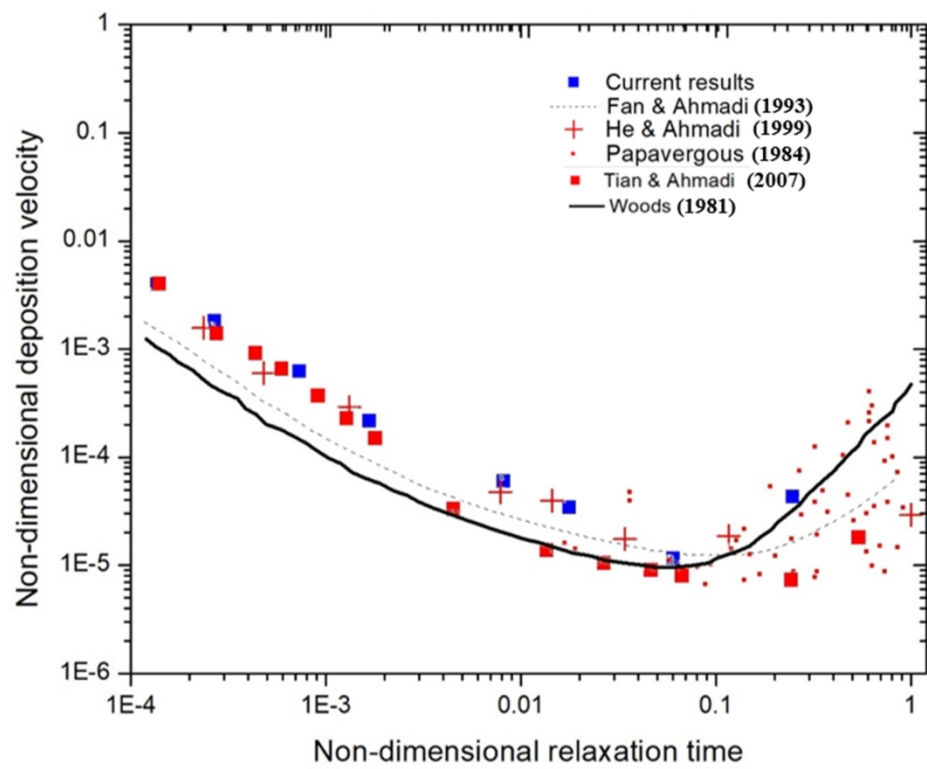 1
0.1
0.01
1E-3
1E-4
1E-5
1E-6
Non-dimensional deposition velocity
Current results
Fan & Ahmadi (1993)
He & Ahmadi (1999)
Papavergous (1984)
Tian & Ahmadi (2007)
Woods (1981)
1E-4 1E-3 0.01 0.1 1
Non-dimensional relaxation time